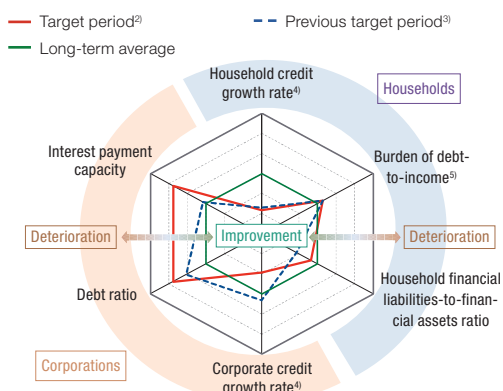 Target period2)
Previous target period3)
Long-term average
Household credit
growth rate4)
Households
Interest payment
capacity
Burden of debt-
to-income5)
Deterioration
Improvement
Deterioration
Debt ratio
Household financial
liabilities-to-finan-
cial assets ratio
Corporations
Corporate credit
growth rate4)